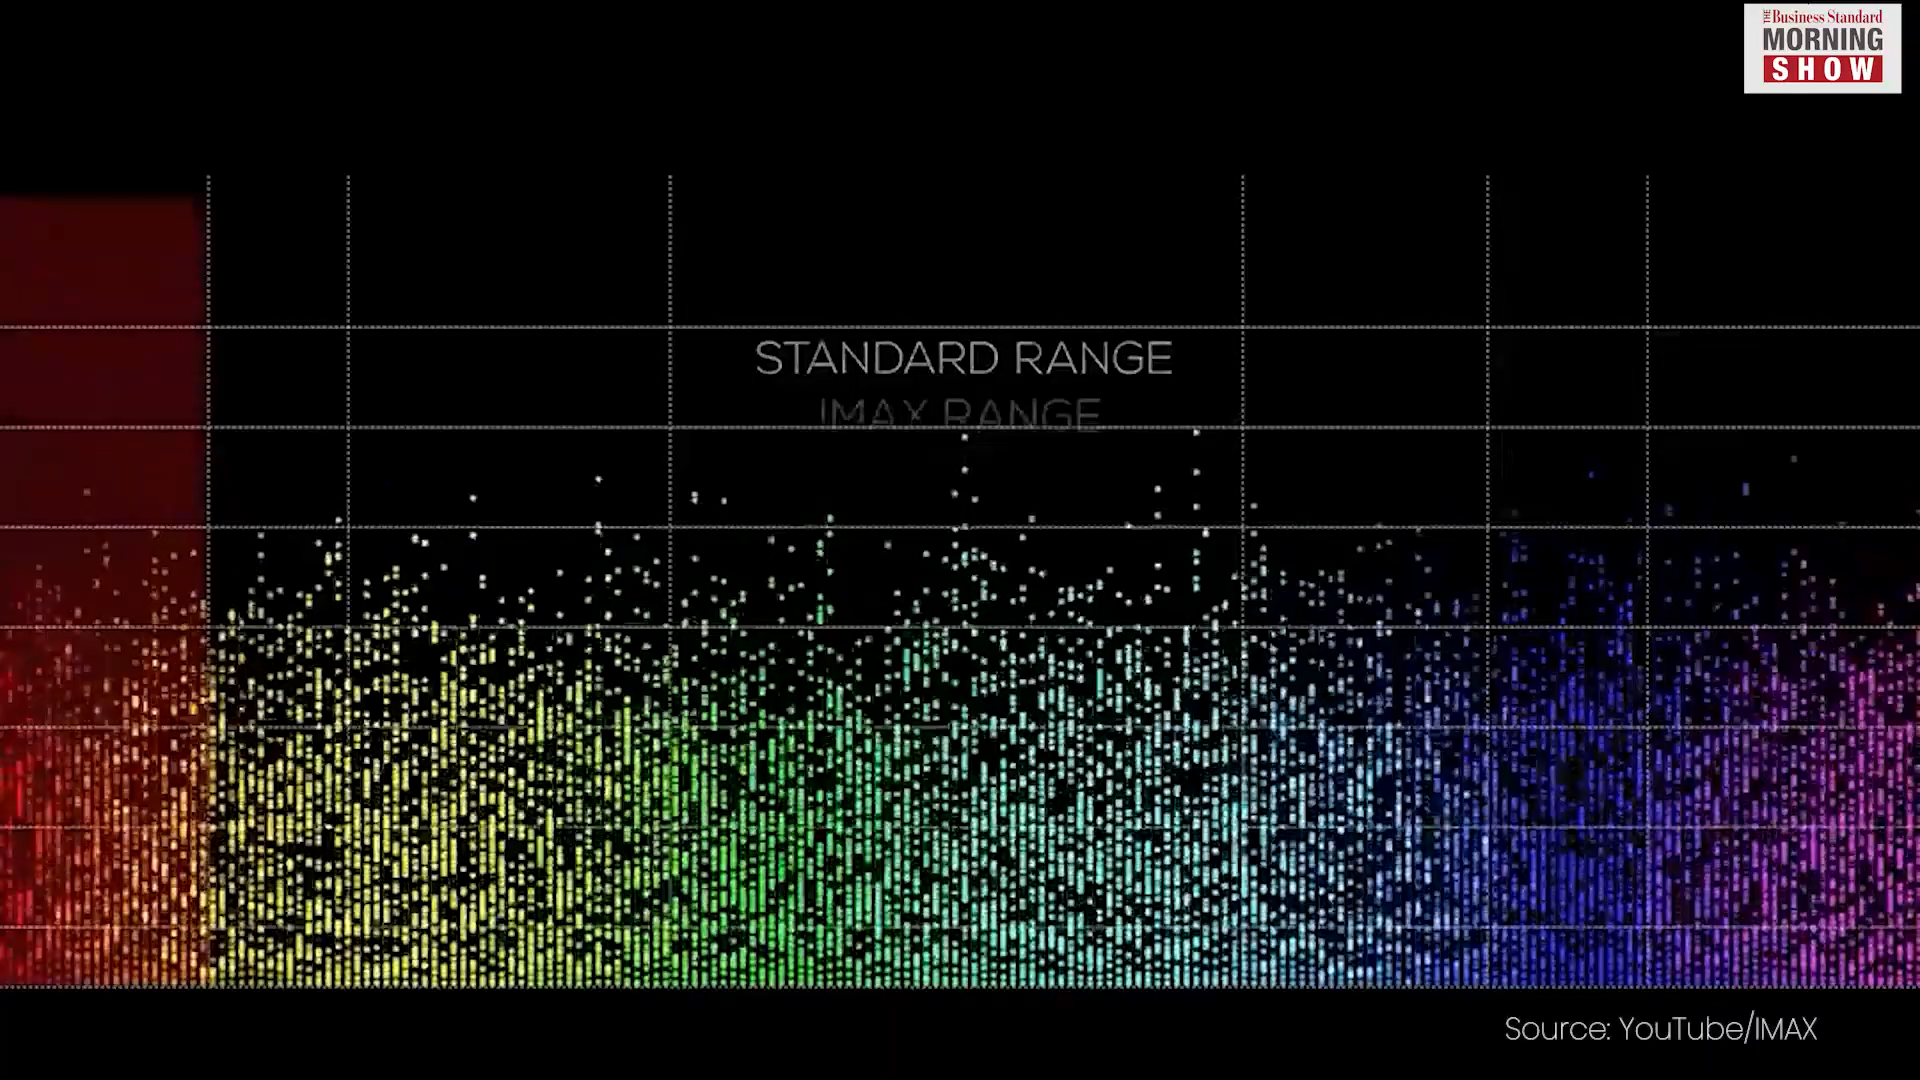 THE Business Standard
MORNING
SHOW
STANDARD RANGE
IMAX RANGE
Source: YouTube/IMAX